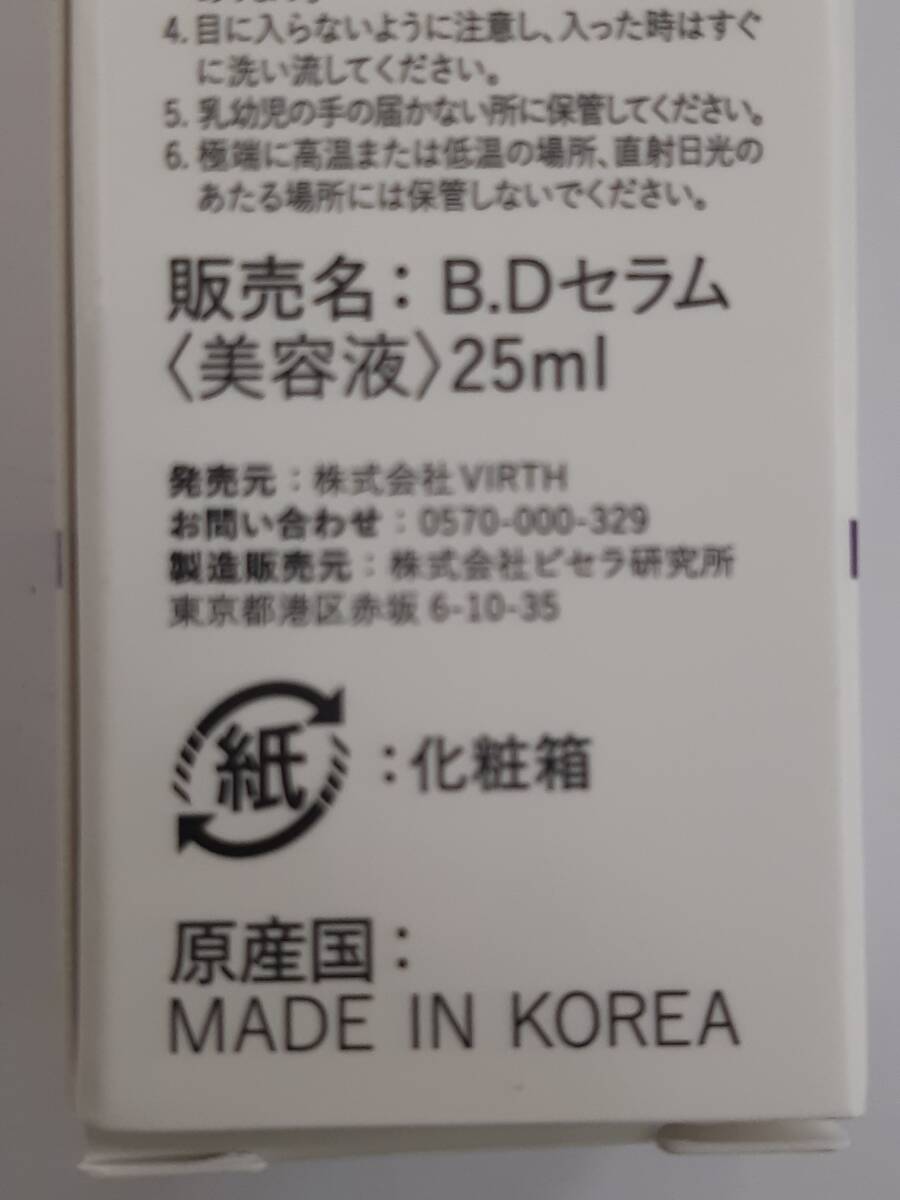 4. 目に入らないように注意し、入った時はすぐ
に洗い流してください。
5. 乳幼児の手の届かない所に保管してください。
6. 極端に高温または低温の場所、直射日光の
あたる場所には保管しないでください。
販売名：B.Dセラム
〈美容液〉25ml
発売元：株式会社VIRTH
お問い合わせ：0570-000-329
製造販売元：株式会社ビセラ研究所
東京都港区赤坂 6-10-35
紙：化粧箱
原産国：
MADE IN KOREA